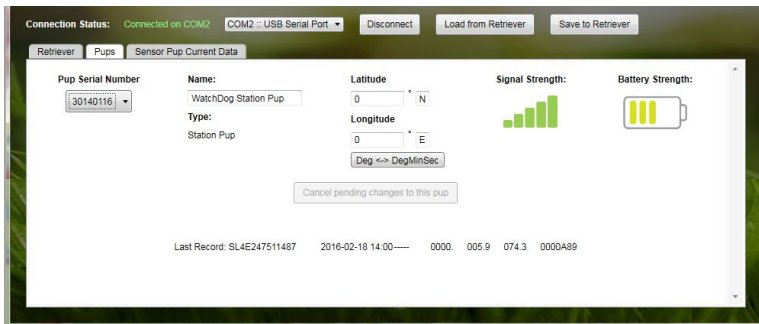 Connection Status: Connected on COM2 COM2 :: USB Serial Port Disconnect Load from Retriever Save to Retriever
Retriever Pups Sensor Pup Current Data
Pup Serial Number Name: Latitude Signal Strength: Battery Strength:
30140116 WatchDog Station Pup 0 ° N
Type: Longitude
Station Pup 0 ° E
Deg <-> DegMinSec
Cancel pending changes to this pup
Last Record: SL4E247511487 2016-02-18 14:00----- 0000. 005.9 074.3 0000A89